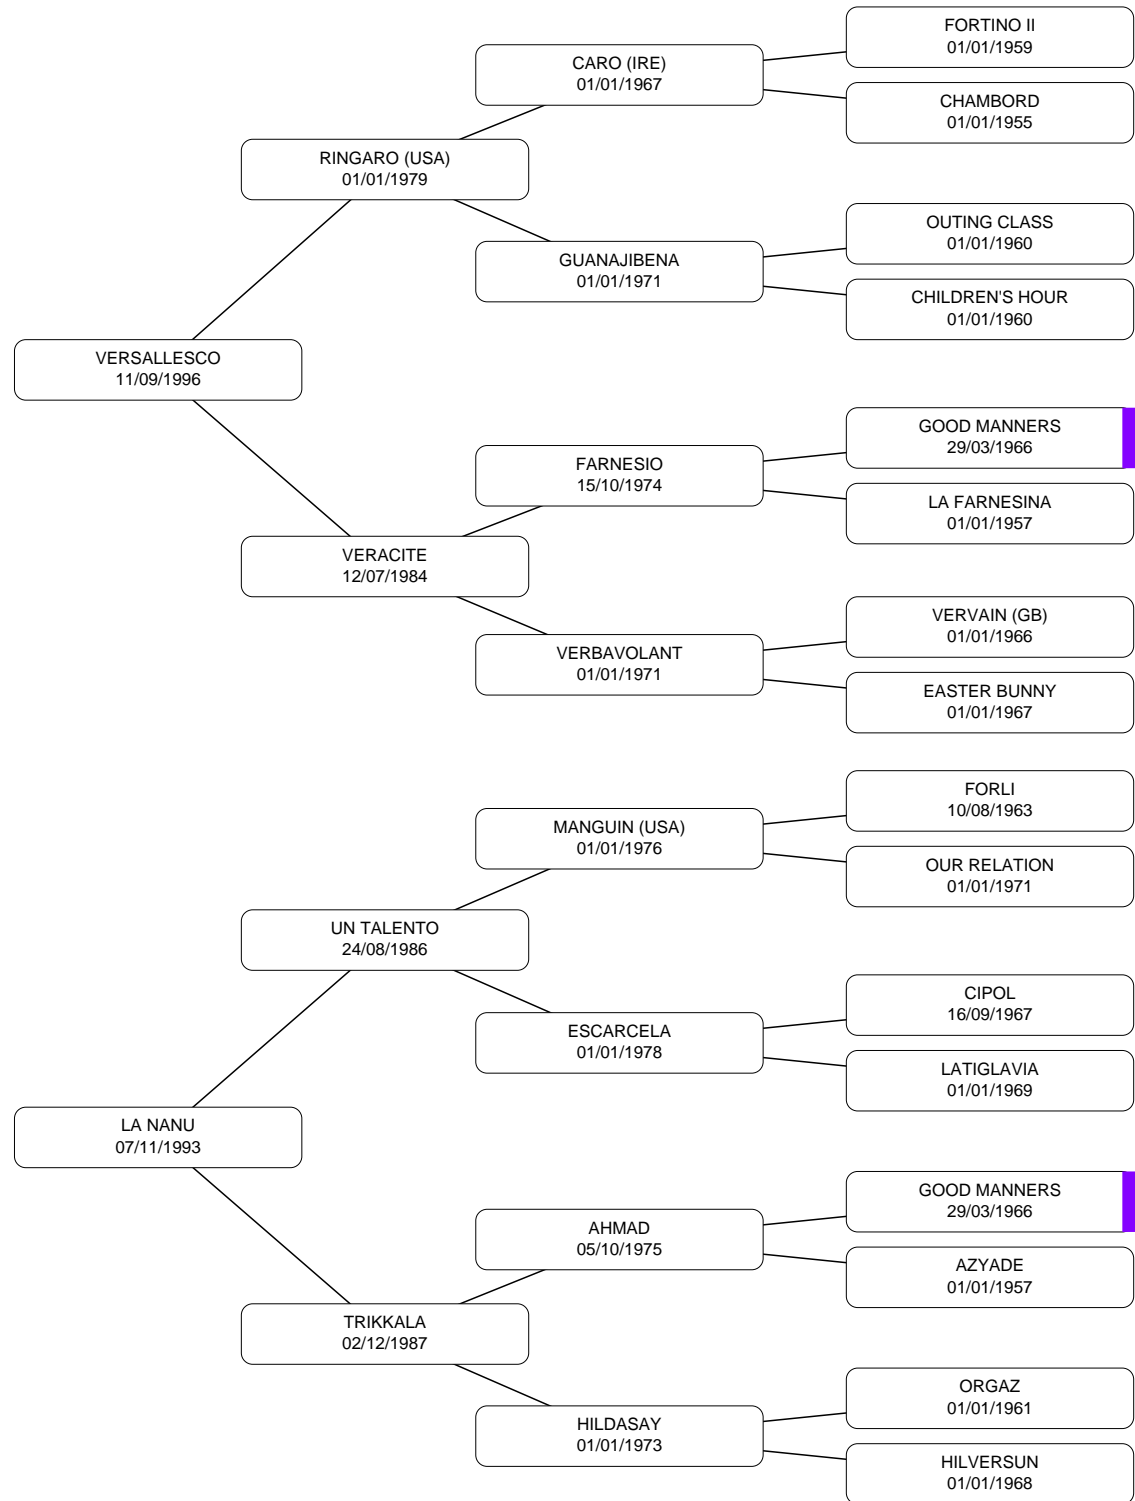 FORTINO II
01/01/1959
CARO (IRE)
01/01/1967
CHAMBORD
01/01/1955
RINGARO (USA)
01/01/1979
OUTING CLASS
01/01/1960
GUANAJIBENA
01/01/1971
CHILDREN'S HOUR
01/01/1960
VERSALLESCO
11/09/1996
GOOD MANNERS
29/03/1966
FARNESIO
15/10/1974
LA FARNESINA
01/01/1957
VERACITE
12/07/1984
VERVAIN (GB)
01/01/1966
VERBAVOLANT
01/01/1971
EASTER BUNNY
01/01/1967
FORLI
10/08/1963
MANGUIN (USA)
01/01/1976
OUR RELATION
01/01/1971
UN TALENTO
24/08/1986
CIPOL
16/09/1967
ESCARCELA
01/01/1978
LATIGLAVIA
01/01/1969
LA NANU
07/11/1993
GOOD MANNERS
29/03/1966
AHMAD
05/10/1975
AZYADE
01/01/1957
TRIKKALA
02/12/1987
ORGAZ
01/01/1961
HILDASAY
01/01/1973
HILVERSUN
01/01/1968